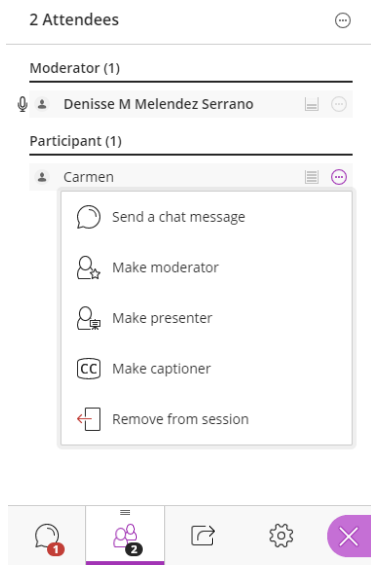 2 Attendees
Moderator (1)
Denisse M Melendez Serrano
Participant (1)
Carmen
Send a chat message
Make moderator
Make presenter
CC Make captioner
Remove from session
1
2